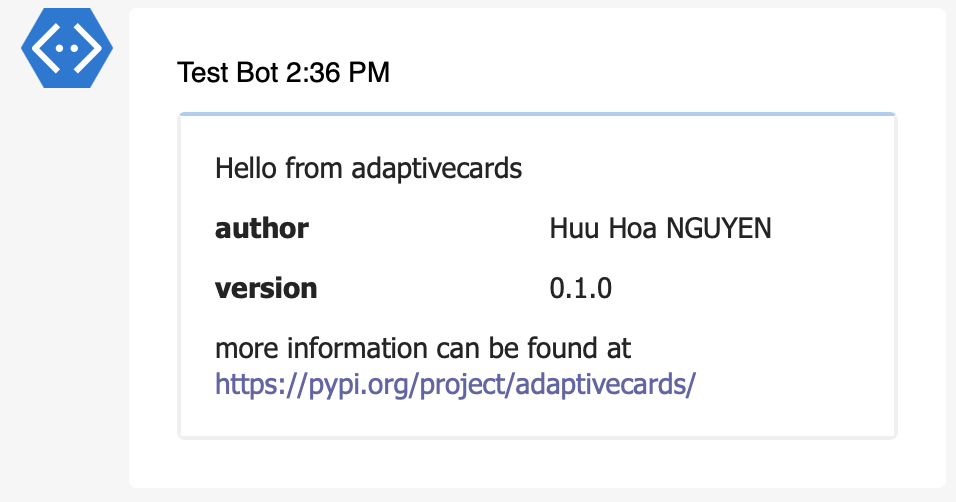 Test Bot 2:36 PM
Hello from adaptivecards
author Huu Hoa NGUYEN
version 0.1.0
more information can be found at
https://pypi.org/project/adaptivecards/